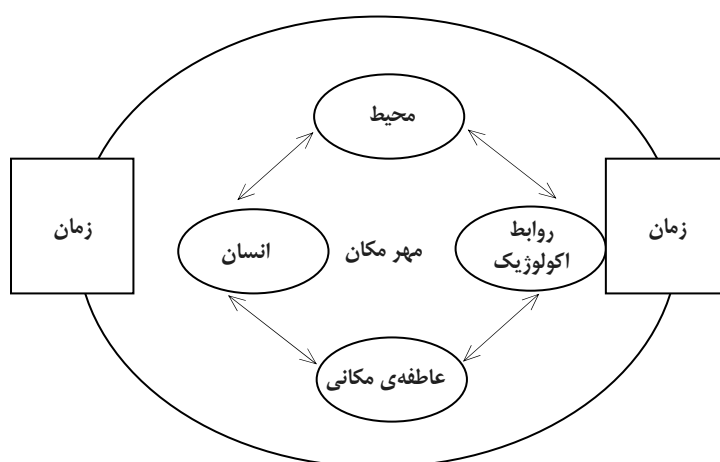 محیط
زمان
روابط
اکولوژیک
مهر مکان
انسان
زمان
عاطفه‌ی مکانی